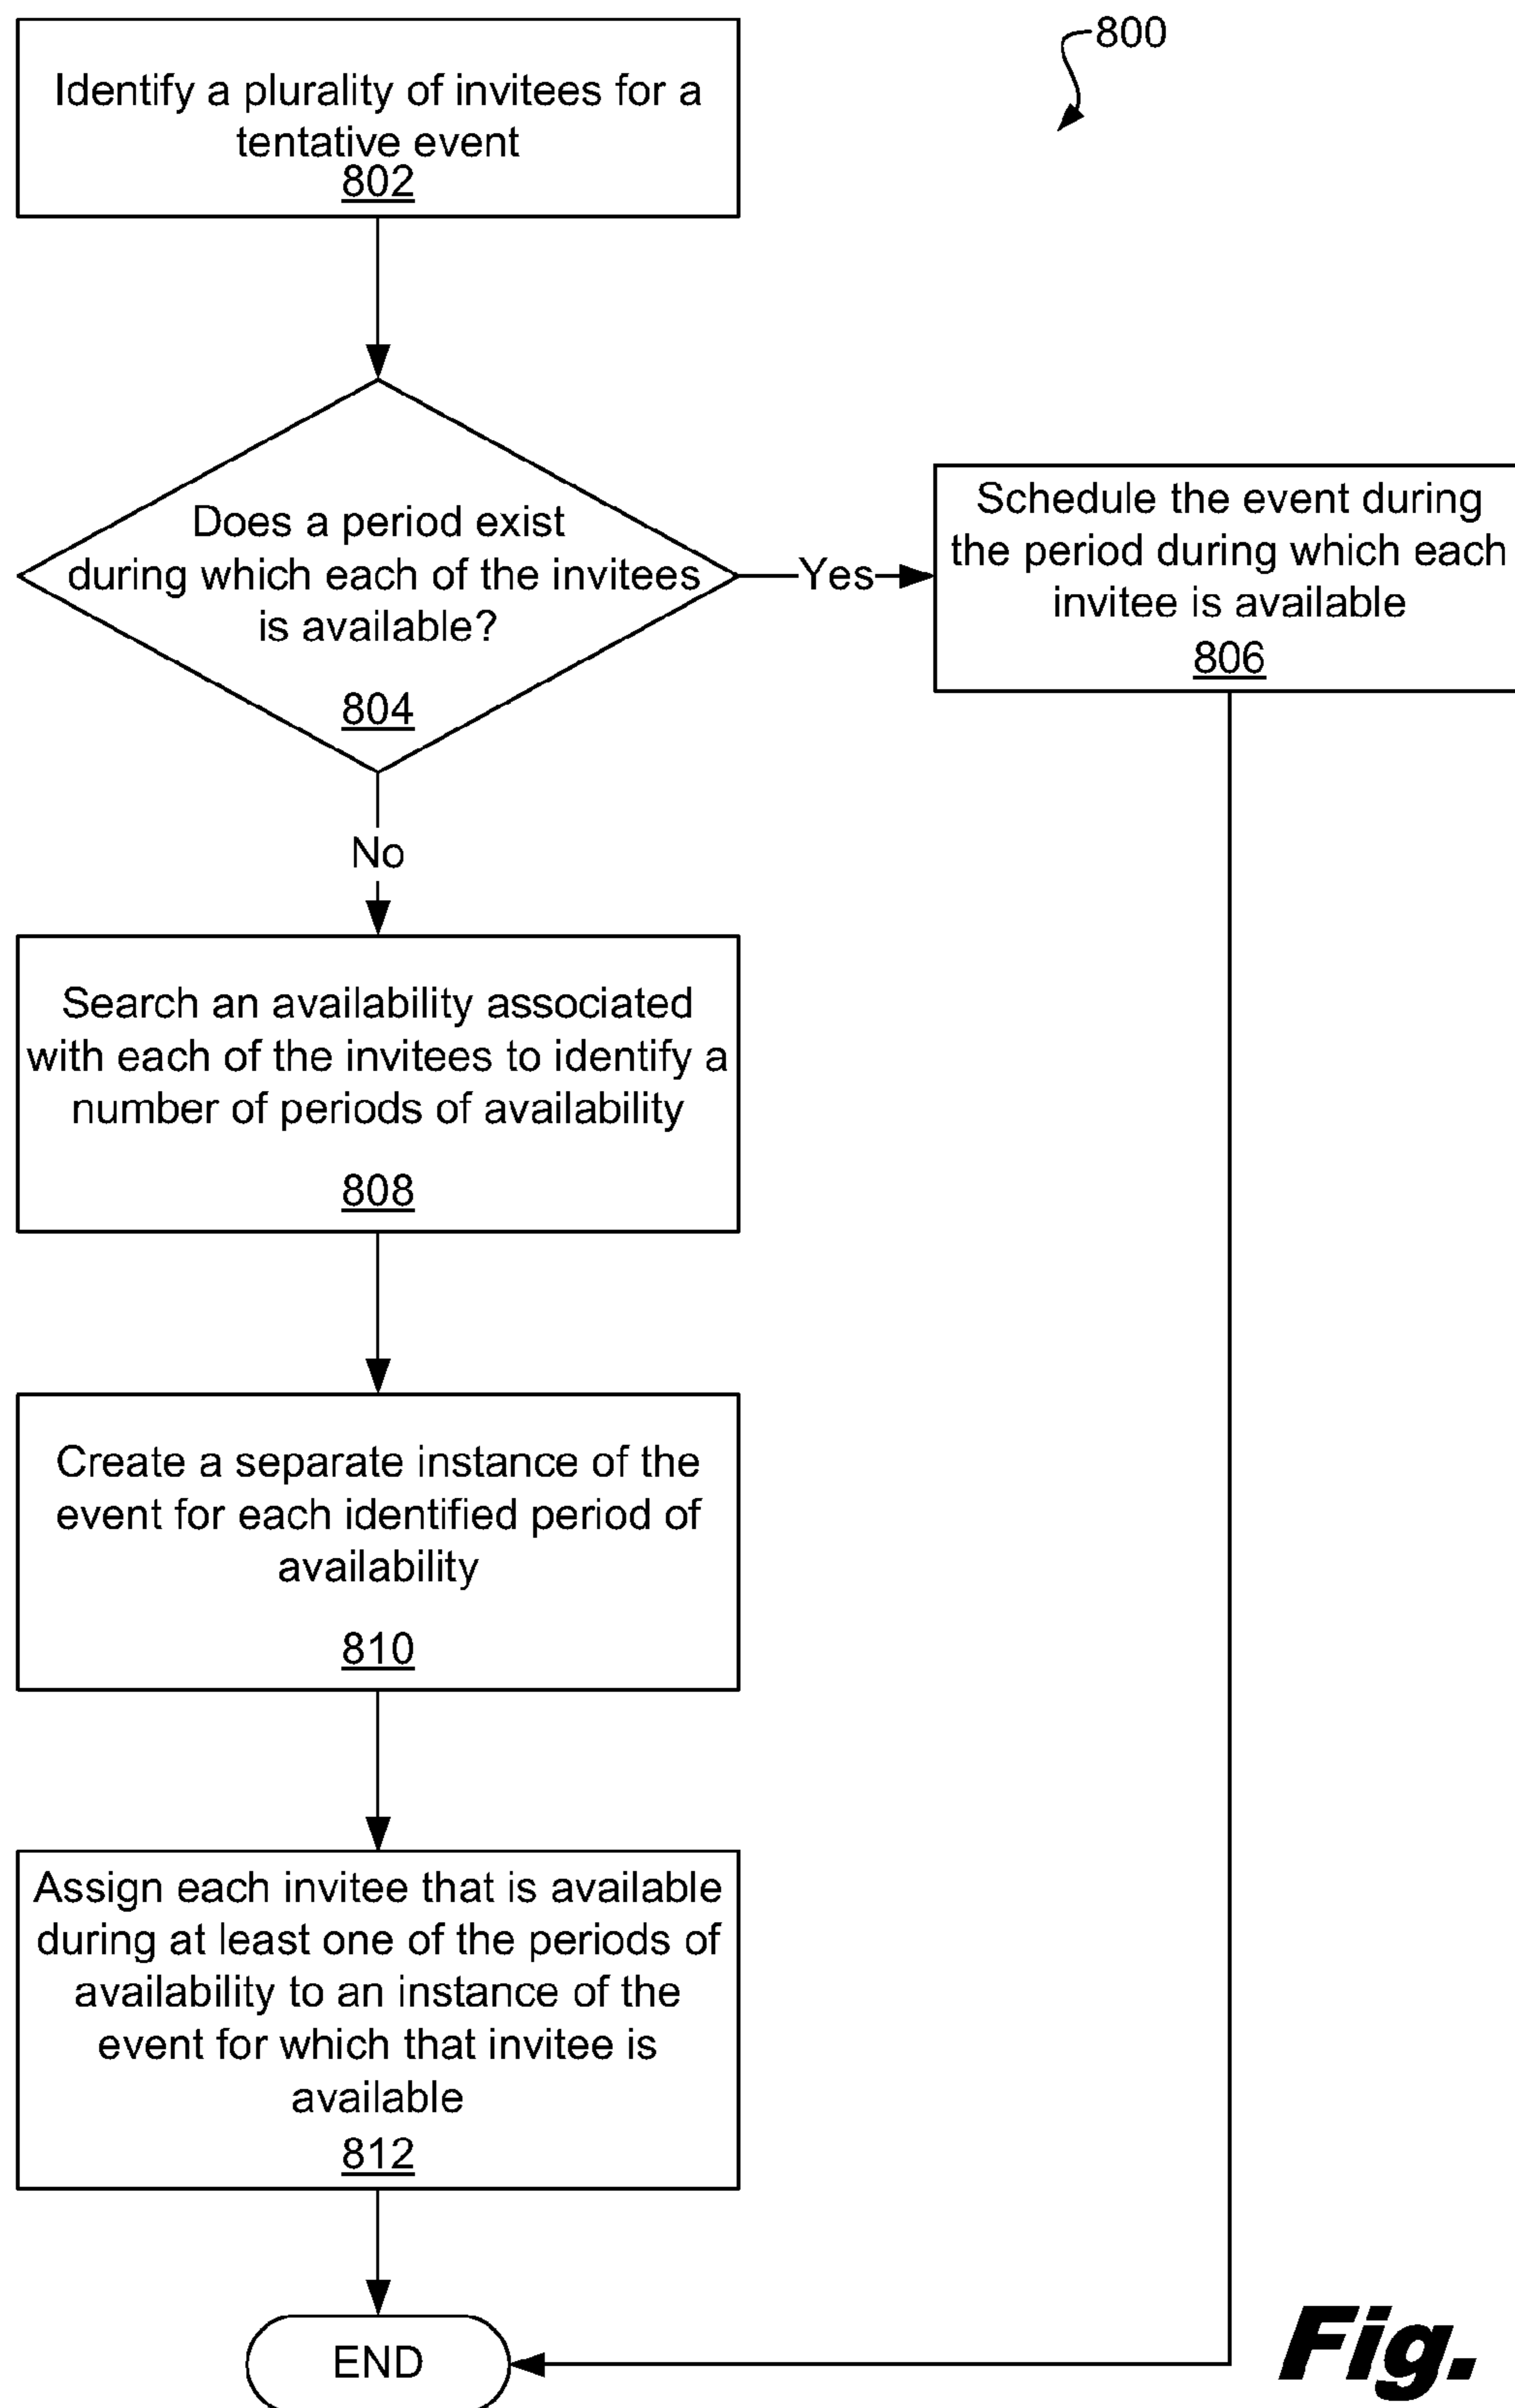 800
Identify a plurality of invitees for a
tentative event
802
Does a period exist
during which each of the invitees
is available?
804
Yes
Schedule the event during
the period during which each
invitee is available
806
No
Search an availability associated
with each of the invitees to identify a
number of periods of availability
808
Create a separate instance of the
event for each identified period of
availability
810
Assign each invitee that is available
during at least one of the periods of
availability to an instance of the
event for which that invitee is
available
812
END
Fig.